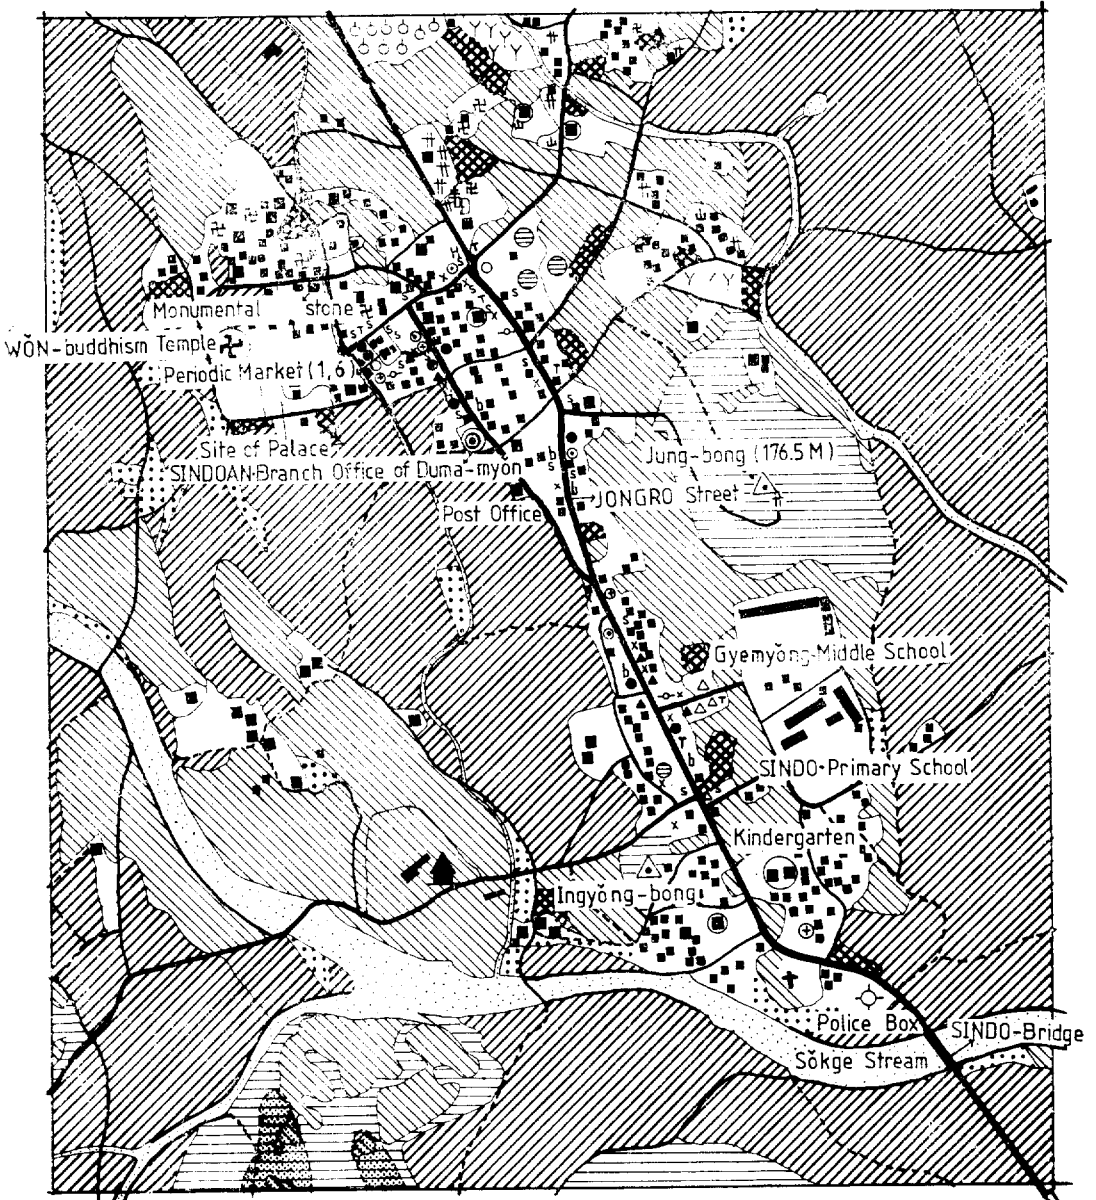 Monumental stone
WŎN-buddhism Temple
Periodic Market (1, 6)
Site of Palace
SINDOAN-Branch Office of Duma-myŏn
Jung-bong (176.5 M)
JONGRO Street
Post Office
Gyemyŏng-Middle School
SINDO-Primary School
Kindergarten
Ingyŏng-bong
Police Box
SINDO-Bridge
Sŏkge Stream